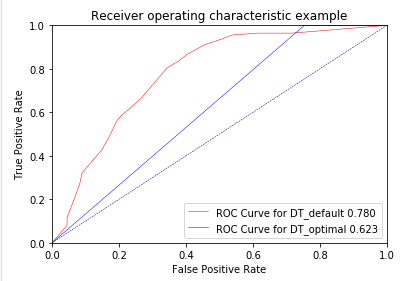 Receiver operating characteristic example
True Positive Rate
1.0
0.8
0.6
0.4
0.2
0.0
ROC Curve for DT_default 0.780
ROC Curve for DT_optimal 0.623
0.0 0.2 0.4 0.6 0.8 1.0
False Positive Rate